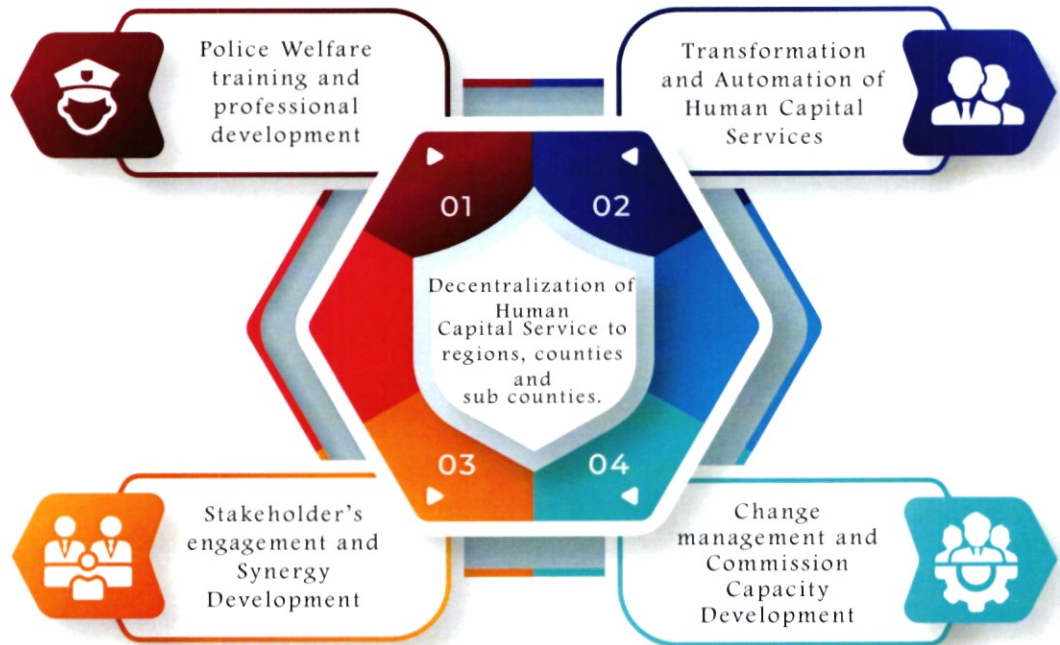 Police Welfare
training and
professional
development
Transformation
and Automation of
Human Capital
Services
01
02
Decentralization of
Human
Capital Service to
regions, counties
and
sub counties.
03
04
Stakeholder's
engagement and
Synergy
Development
Change
management and
Commission
Capacity
Development